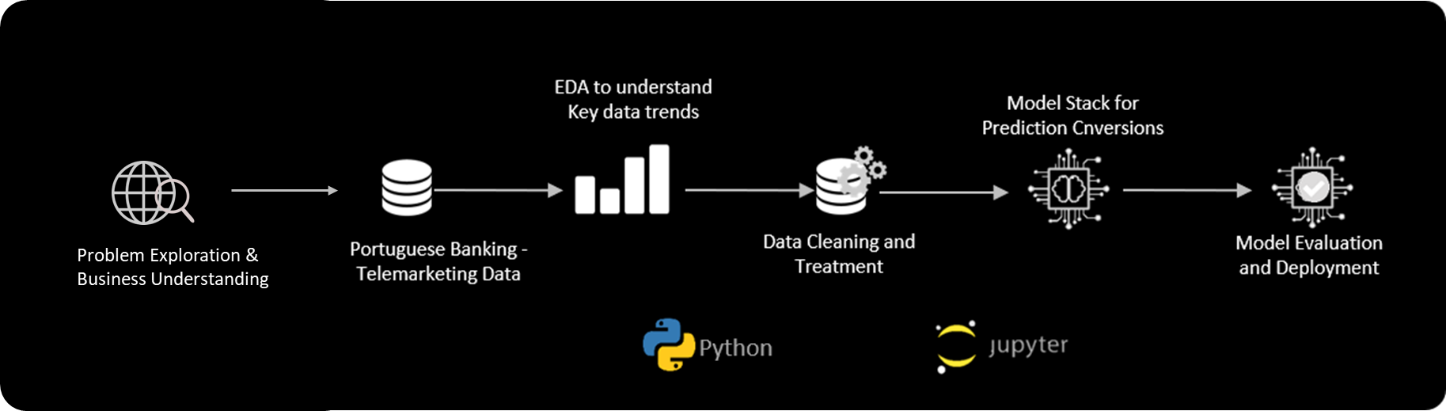 Problem Exploration &
Business Understanding
Portuguese Banking -
Telemarketing Data
EDA to understand
Key data trends
Data Cleaning and
Treatment
Model Stack for
Prediction Cnversions
Model Evaluation
and Deployment
Python
jupyter